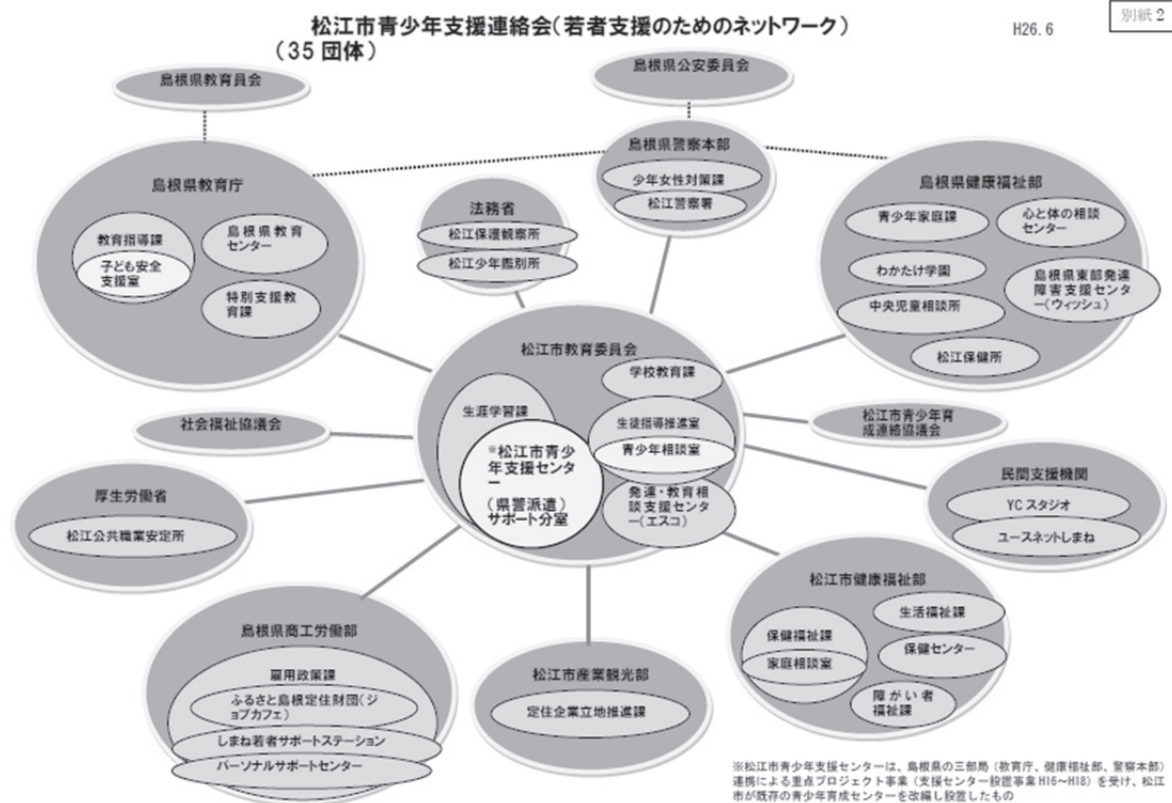 松江市青少年支援連絡会(若者支援のためのネットワーク)
(35団体)
H26.6
別紙2
島根県教育員会
島根県公安委員会
島根県教育庁
教育指導課
子ども安全
支援室
島根県教育
センター
特別支援教
育課
法務省
松江保護観察所
松江少年鑑別所
島根県警察本部
少年女性対策課
松江警察署
島根県健康福祉部
青少年家庭課
心と体の相談
センター
わかたけ学園
中央児童相談所
島根県東部発達
障害支援センタ
ー(ウィッシュ)
松江保健所
松江市教育委員会
学校教育課
生涯学習課
生徒指導推進室
青少年相談室
※松江市青少
年支援センタ
ー
(県警派遣)
サポート分室
発達・教育相
談支援センタ
ー(エスコ)
社会福祉協議会
松江市青少年育
成連絡協議会
厚生労働省
松江公共職業安定所
民間支援機関
YCスタジオ
ユースネットしまね
島根県商工労働部
雇用政策課
ふるさと島根定住財団(ジ
ョブカフェ)
しまね若者サポートステーション
パーソナルサポートセンター
松江市産業観光部
定住企業立地推進課
松江市健康福祉部
保健福祉課
家庭相談室
生活福祉課
保健センター
障がい者
福祉課
※松江市青少年支援センターは、島根県の三部局(教育庁、健康福祉部、警察本部)
連携による重点プロジェクト事業(支援センター設置事業H16~H18)を受け、松江
市が既存の青少年育成センターを改編し設置したもの